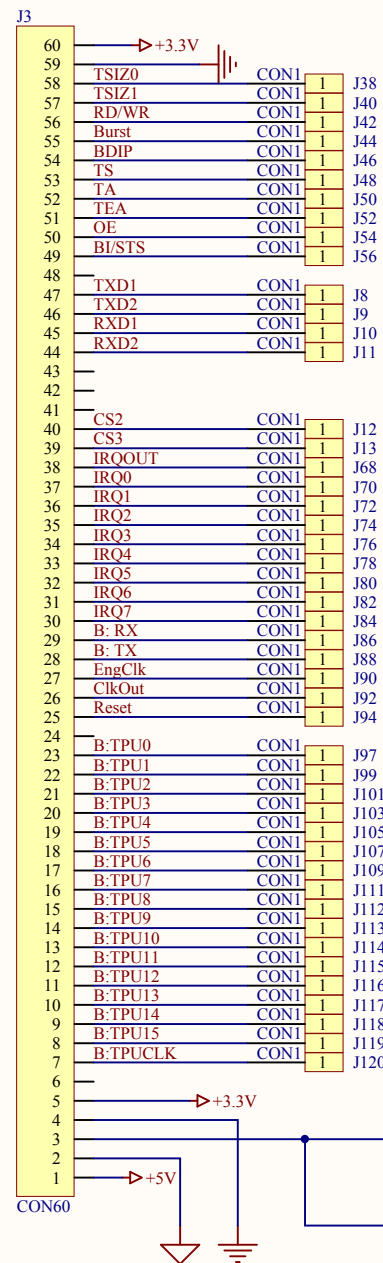 J3
60 +3.3V
59
58 TSIZ0 CON1 1 J38
57 TSIZ1 CON1 1 J40
56 RD/WR CON1 1 J42
55 Burst CON1 1 J44
54 BDIP CON1 1 J46
53 TS CON1 1 J48
52 TA CON1 1 J50
51 TEA CON1 1 J52
50 OE CON1 1 J54
49 BI/STS CON1 1 J56
48
47 TXD1 CON1 1 J8
46 TXD2 CON1 1 J9
45 RXD1 CON1 1 J10
44 RXD2 CON1 1 J11
43
42
41
40 CS2 CON1 1 J12
39 CS3 CON1 1 J13
38 IRQOUT CON1 1 J68
37 IRQ0 CON1 1 J70
36 IRQ1 CON1 1 J72
35 IRQ2 CON1 1 J74
34 IRQ3 CON1 1 J76
33 IRQ4 CON1 1 J78
32 IRQ5 CON1 1 J80
31 IRQ6 CON1 1 J82
30 IRQ7 CON1 1 J84
29 B: RX CON1 1 J86
28 B: TX CON1 1 J88
27 EngClk CON1 1 J90
26 ClkOut CON1 1 J92
25 Reset CON1 1 J94
24
23 B:TPU0 CON1 1 J97
22 B:TPU1 CON1 1 J99
21 B:TPU2 CON1 1 J101
20 B:TPU3 CON1 1 J103
19 B:TPU4 CON1 1 J105
18 B:TPU5 CON1 1 J107
17 B:TPU6 CON1 1 J109
16 B:TPU7 CON1 1 J111
15 B:TPU8 CON1 1 J112
14 B:TPU9 CON1 1 J113
13 B:TPU10 CON1 1 J114
12 B:TPU11 CON1 1 J115
11 B:TPU12 CON1 1 J116
10 B:TPU13 CON1 1 J117
9 B:TPU14 CON1 1 J118
8 B:TPU15 CON1 1 J119
7 B:TPUCLK CON1 1 J120
6
5 +3.3V
4
3
2
1 +5V
CON60